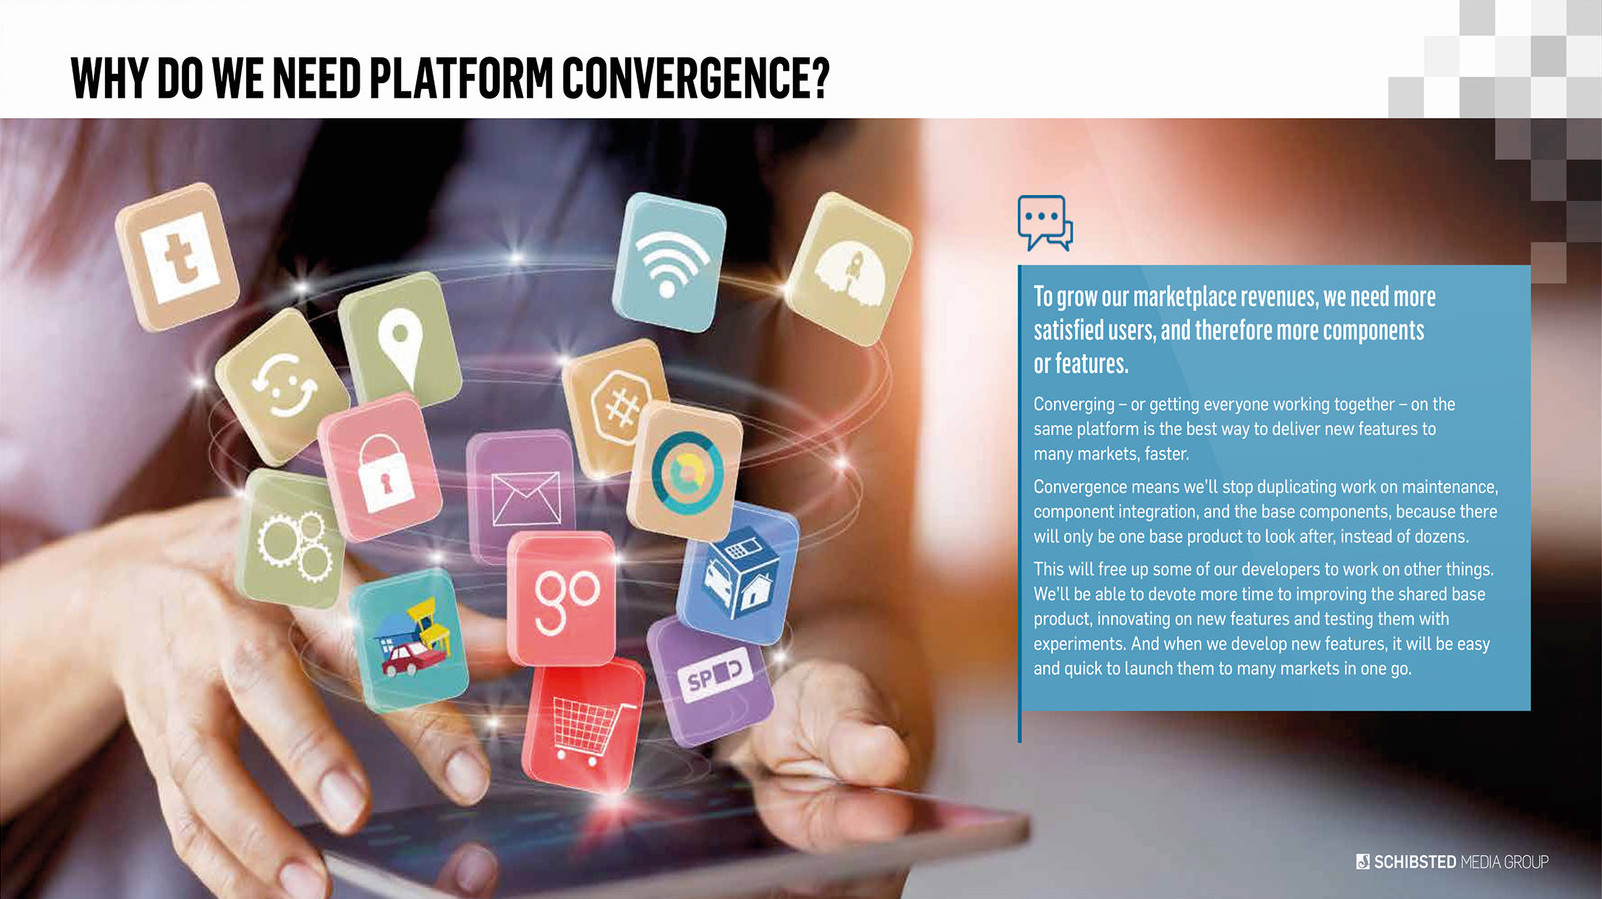 WHY DO WE NEED PLATFORM CONVERGENCE?
t
#
go
SPD
To grow our marketplace revenues, we need more
satisfied users, and therefore more components
or features.
Converging – or getting everyone working together – on the
same platform is the best way to deliver new features to
many markets, faster.
Convergence means we'll stop duplicating work on maintenance,
component integration, and the base components, because there
will only be one base product to look after, instead of dozens.
This will free up some of our developers to work on other things.
We'll be able to devote more time to improving the shared base
product, innovating on new features and testing them with
experiments. And when we develop new features, it will be easy
and quick to launch them to many markets in one go.
SCHIBSTED MEDIA GROUP